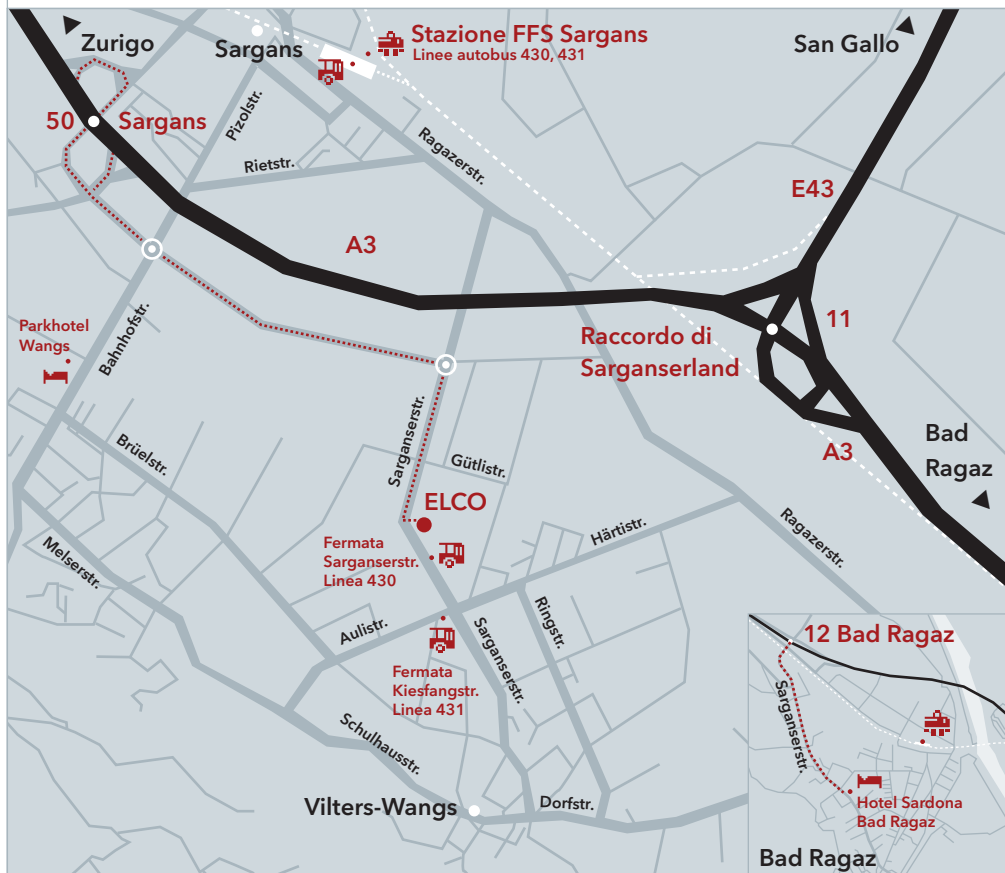 Zurigo
Sargans
Stazione FFS Sargans
Linee autobus 430, 431
San Gallo
50
Sargans
Pizolstr.
Rietstr.
Ragazerstr.
E43
A3
11
Raccordo di
Sarganserland
Parkhotel
Wangs
Bahnhofstr.
Brüelstr.
Sarganserstr.
Gütlistr.
A3
Bad
Ragaz
ELCO
Härtistr.
Ragazerstr.
Fermata
Sarganserstr.
Linea 430
Melserstr.
Aulistr.
Ringstr.
Sarganserstr.
Fermata
Kiesfangstr.
Linea 431
Schulhausstr.
Vilters-Wangs
Dorfstr.
12 Bad Ragaz
Sarganserstr.
Hotel Sardona
Bad Ragaz
Bad Ragaz